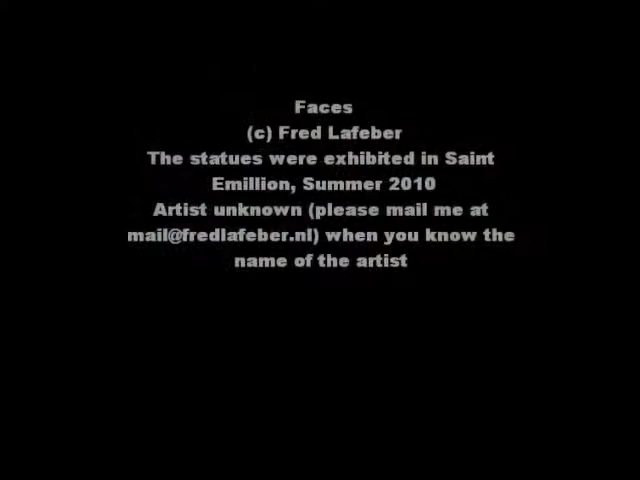 Faces
(c) Fred Lafeber
The statues were exhibited in Saint
Emillion, Summer 2010
Artist unknown (please mail me at
mail@fredlafeber.nl) when you know the
name of the artist